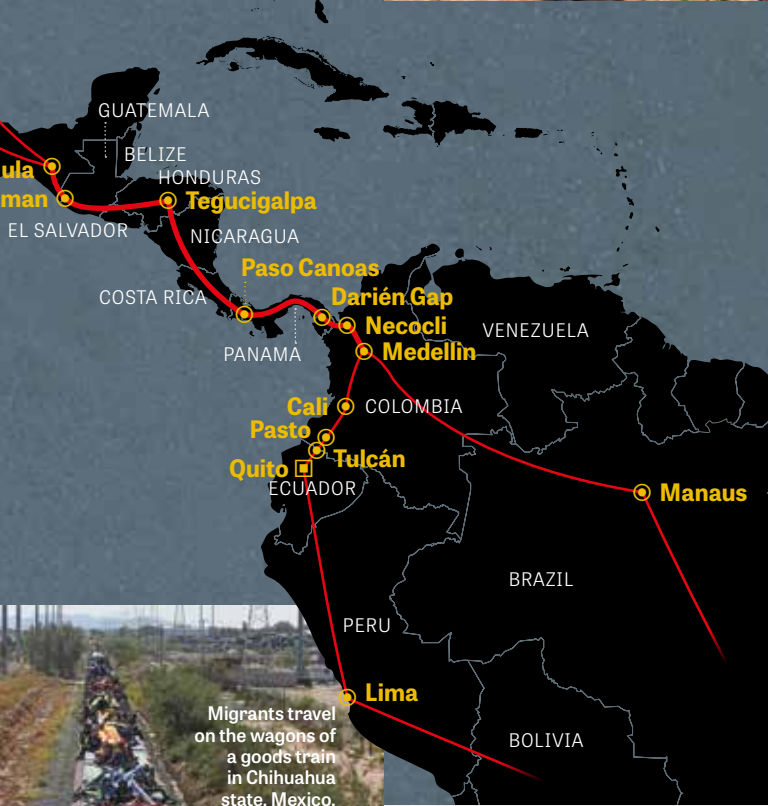 GUATEMALA
BELIZE
ula
HONDURAS
man
Tegucigalpa
EL SALVADOR
NICARAGUA
Paso Canoas
COSTA RICA
Darién Gap
Necocli
VENEZUELA
PANAMA
Medellin
Cali
COLOMBIA
Pasto
Tulcán
Quito
ECUADOR
Manaus
BRAZIL
PERU
Lima
BOLIVIA
Migrants travel
on the wagons of
a goods train
in Chihuahua
state, Mexico.